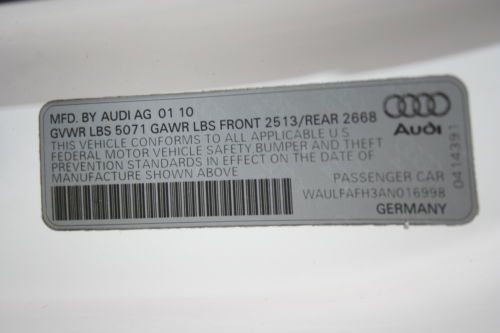 MFD. BY AUDI AG 01 10
GVWR LBS 5071 GAWR LBS FRONT 2513/REAR 2668
THIS VEHICLE CONFORMS TO ALL APPLICABLE U.S
FEDERAL MOTOR VEHICLE SAFETY BUMPER AND THEFT
PREVENTION STANDARDS IN EFFECT ON THE DATE OF
MANUFACTURE SHOWN ABOVE
Audi
0414391
PASSENGER CAR
WAULFAFH3AN016998
GERMANY